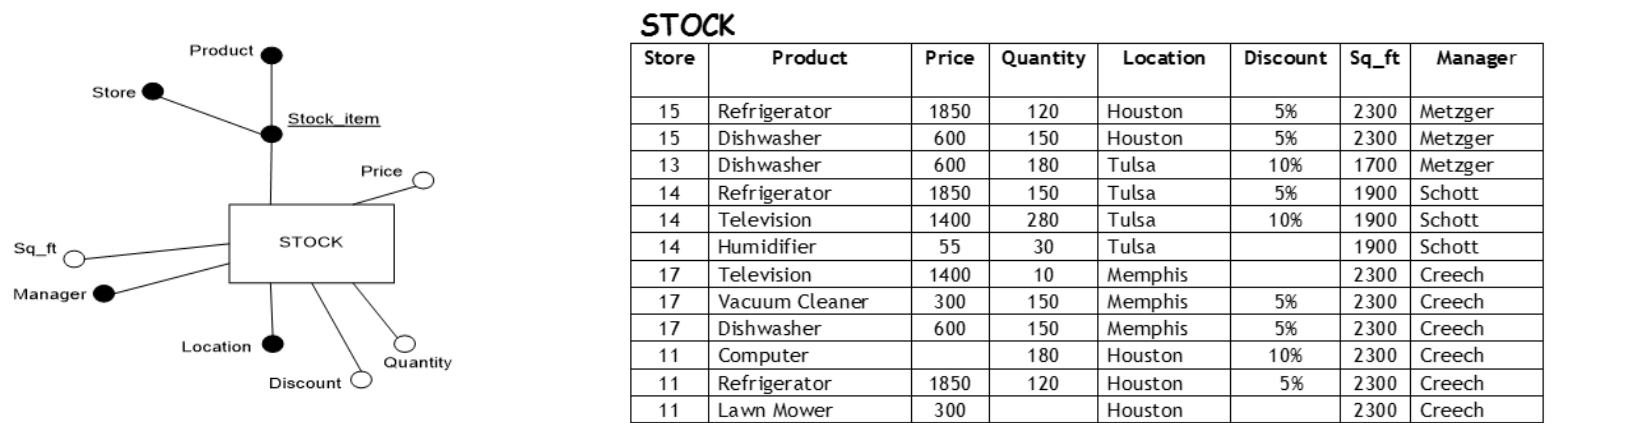 Product
Store
Stock_item
Price
STOCK
Sq_ft
Manager
Location
Quantity
Discount
STOCK
Store Product Price Quantity Location Discount Sq_ft Manager
15 Refrigerator 1850 120 Houston 5% 2300 Metzger
15 Dishwasher 600 150 Houston 5% 2300 Metzger
13 Dishwasher 600 180 Tulsa 10% 1700 Metzger
14 Refrigerator 1850 150 Tulsa 5% 1900 Schott
14 Television 1400 280 Tulsa 10% 1900 Schott
14 Humidifier 55 30 Tulsa 1900 Schott
17 Television 1400 10 Memphis 2300 Creech
17 Vacuum Cleaner 300 150 Memphis 5% 2300 Creech
17 Dishwasher 600 150 Memphis 5% 2300 Creech
11 Computer 180 Houston 10% 2300 Creech
11 Refrigerator 1850 120 Houston 5% 2300 Creech
11 Lawn Mower 300 Houston 2300 Creech